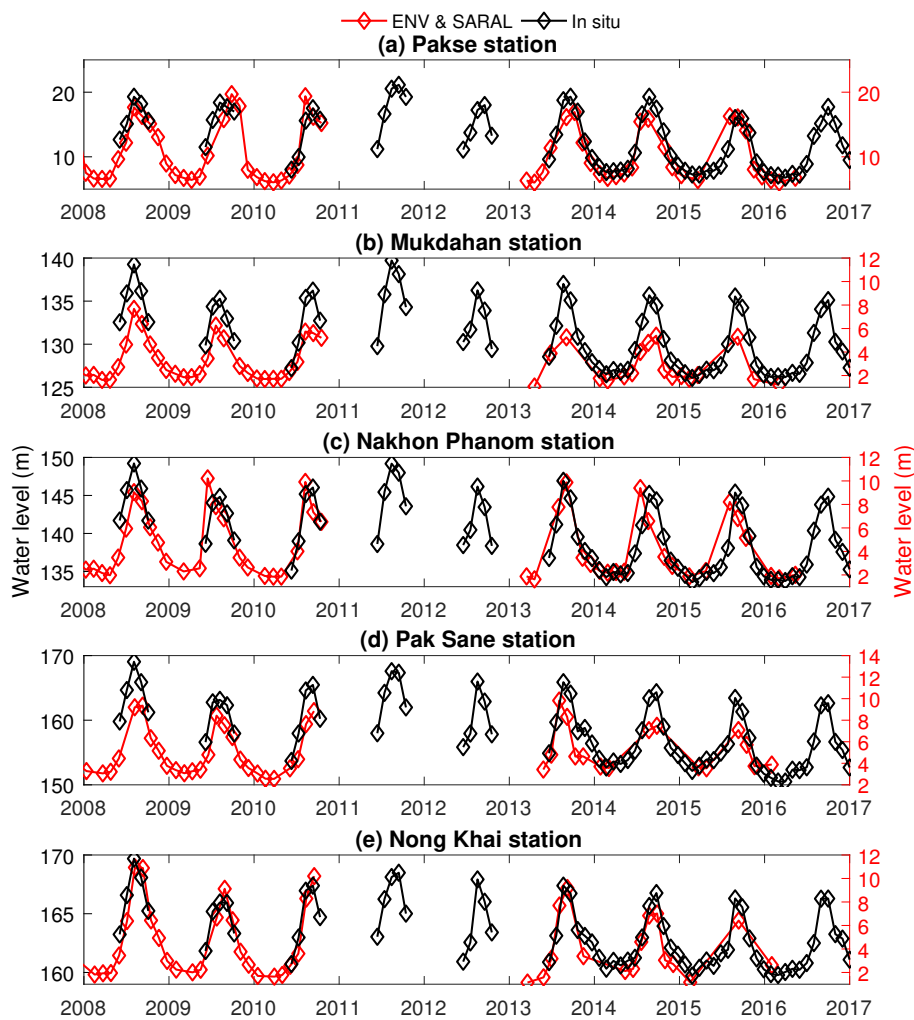 ENV & SARAL In situ
(a) Pakse station
20 20
10 10
2008 2009 2010 2011 2012 2013 2014 2015 2016 2017
(b) Mukdahan station
140 12
10
135 8
130 6
4
125 2
2008 2009 2010 2011 2012 2013 2014 2015 2016 2017
(c) Nakhon Phanom station
150 12
10
145 8
140 6
4
135 2
2008 2009 2010 2011 2012 2013 2014 2015 2016 2017
Water level (m) Water level (m)
(d) Pak Sane station
170 14
12
10
160 8
6
4
150 2
2008 2009 2010 2011 2012 2013 2014 2015 2016 2017
(e) Nong Khai station
170 12
10
165 8
6
4
160 2
2008 2009 2010 2011 2012 2013 2014 2015 2016 2017